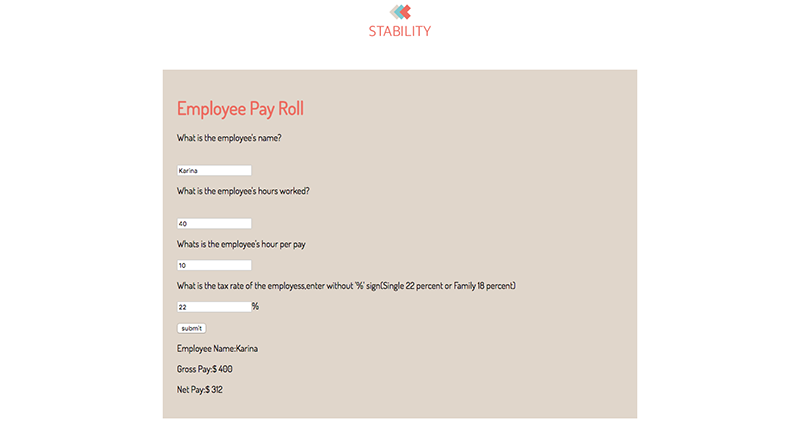 STABILITY
Employee Pay Roll
What is the employee's name?
Karina
What is the employee's hours worked?
40
Whats is the employee's hour per pay
10
What is the tax rate of the employess,enter without '%' sign(Single 22 percent or Family 18 percent)
22 %
submit
Employee Name:Karina
Gross Pay:$ 400
Net Pay:$ 312